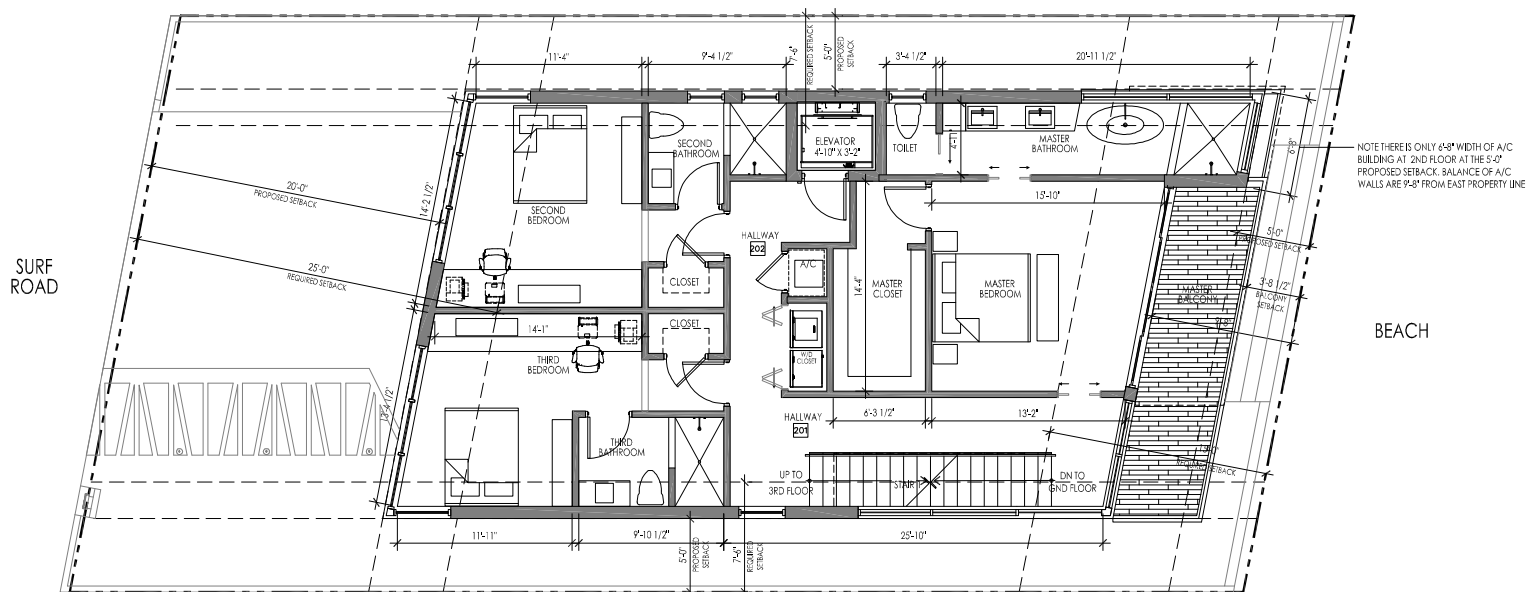 11'-4"
9'-4 1/2"
7'-6"
REQUIRED SETBACK
5'-0"
PROPOSED
SETBACK
3'-4 1/2"
20'-11 1/2"
SECOND
BATHROOM
ELEVATOR
4'-10" X 3'-2"
TOILET
4'-11"
MASTER
BATHROOM
6'-8"
NOTE THERE IS ONLY 6'-8" WIDTH OF A/C
BUILDING AT 2ND FLOOR AT THE 5'-0"
PROPOSED SETBACK. BALANCE OF A/C
WALLS ARE 9'-8" FROM EAST PROPERTY LINE
20'-0"
PROPOSED SETBACK
14'-2 1/2"
SECOND
BEDROOM
15'-10"
HALLWAY
202
5'-0"
PROPOSED SETBACK
SURF
ROAD
25'-0"
REQUIRED SETBACK
CLOSET
A/C
14'-4"
MASTER
CLOSET
MASTER
BEDROOM
MASTER
BALCONY
3'-8 1/2"
BALCONY
SETBACK
BEACH
14'-1"
CLOSET
THIRD
BEDROOM
W/D
CLOSET
13'-4 1/2"
HALLWAY
201
6'-3 1/2"
13'-2"
THIRD
BATHROOM
REQUIRED SETBACK
UP TO
3RD FLOOR
STAIR 1
DN TO
GND FLOOR
11'-11"
9'-10 1/2"
5'-0"
PROPOSED
SETBACK
7'-6"
REQUIRED
SETBACK
25'-10"